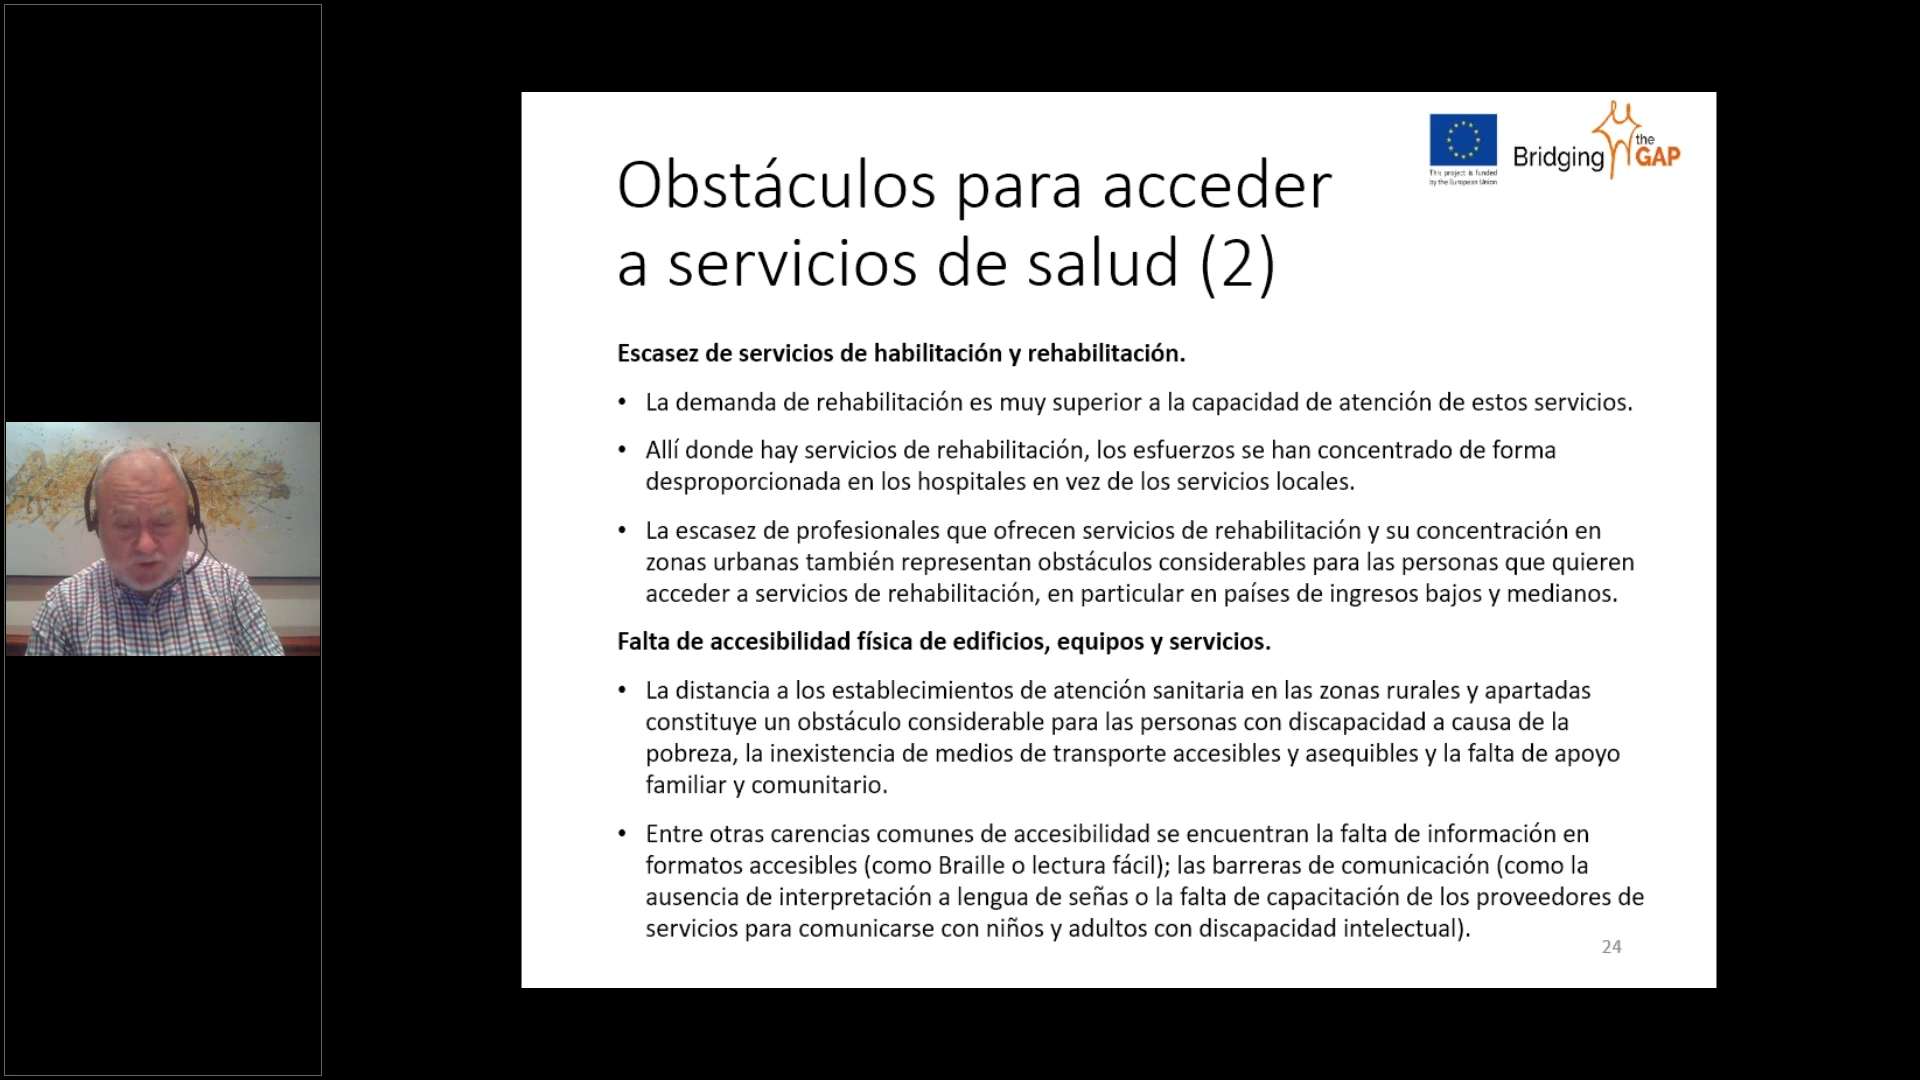 This project is funded
by the European Union
Bridging the GAP
Obstáculos para acceder
a servicios de salud (2)
Escasez de servicios de habilitación y rehabilitación.
• La demanda de rehabilitación es muy superior a la capacidad de atención de estos servicios.
• Allí donde hay servicios de rehabilitación, los esfuerzos se han concentrado de forma
desproporcionada en los hospitales en vez de los servicios locales.
• La escasez de profesionales que ofrecen servicios de rehabilitación y su concentración en
zonas urbanas también representan obstáculos considerables para las personas que quieren
acceder a servicios de rehabilitación, en particular en países de ingresos bajos y medianos.
Falta de accesibilidad física de edificios, equipos y servicios.
• La distancia a los establecimientos de atención sanitaria en las zonas rurales y apartadas
constituye un obstáculo considerable para las personas con discapacidad a causa de la
pobreza, la inexistencia de medios de transporte accesibles y asequibles y la falta de apoyo
familiar y comunitario.
• Entre otras carencias comunes de accesibilidad se encuentran la falta de información en
formatos accesibles (como Braille o lectura fácil); las barreras de comunicación (como la
ausencia de interpretación a lengua de señas o la falta de capacitación de los proveedores de
servicios para comunicarse con niños y adultos con discapacidad intelectual).
24